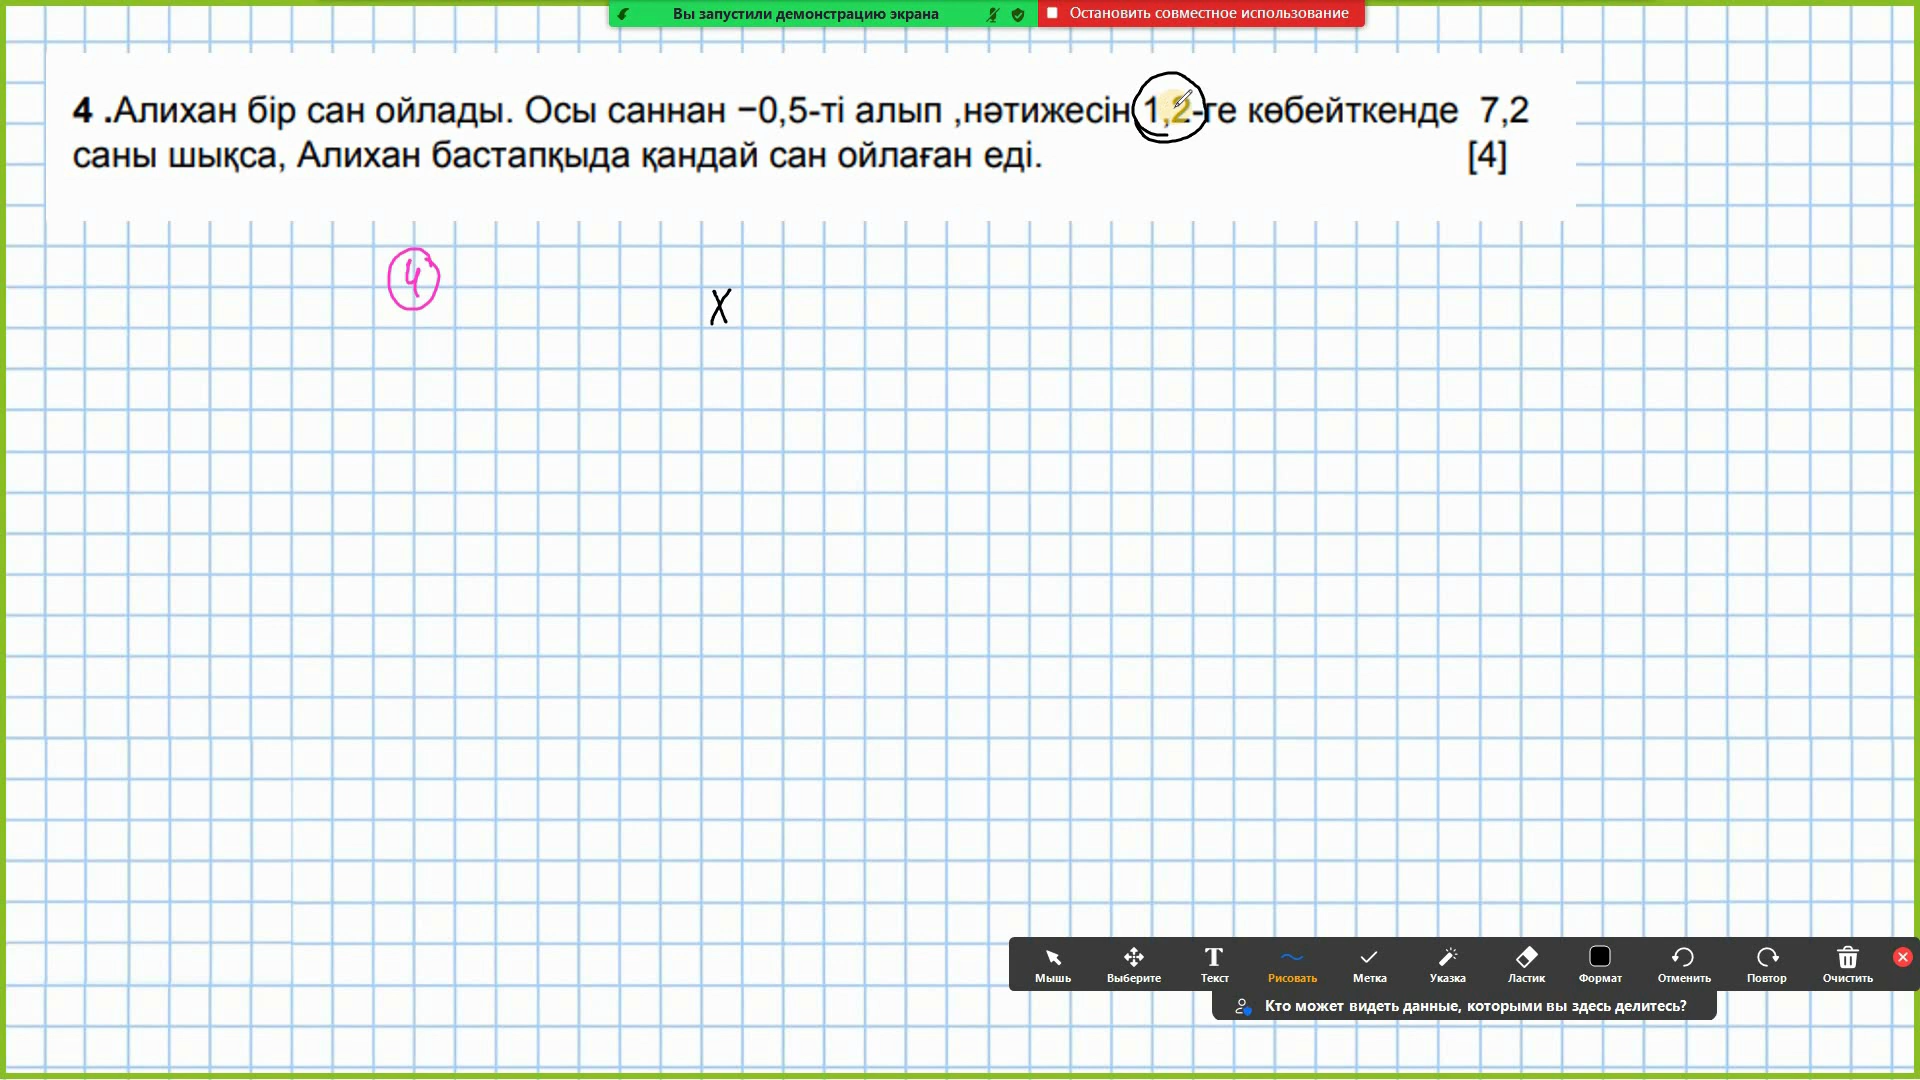 Вы запустили демонстрацию экрана Остановить совместное использование
4 .Алихан бір сан ойлады. Осы саннан −0,5-ті алып ,нәтижесін 1,2-ге көбейткенде 7,2
саны шықса, Алихан бастапқыда қандай сан ойлаған еді. [4]
4
X
Мышь Выберите Текст Рисовать Метка Указка Ластик Формат Отменить Повтор Очистить
Кто может видеть данные, которыми вы здесь делитесь?